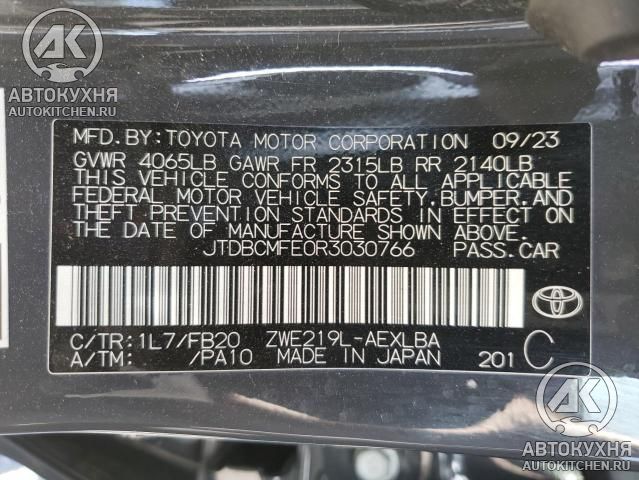 АВТОКУХНЯ
AUTOKITCHEN.RU
АВТОКУХНЯ
AUTOKITCHEN.RU
MFD.BY:TOYOTA MOTOR CORPORATION 09/23
GVWR 4065LB GAWR FR 2315LB RR 2140LB
THIS VEHICLE CONFORMS TO ALL APPLICABLE
FEDERAL MOTOR VEHICLE SAFETY,BUMPER,AND
THEFT PREVENTION STANDARDS IN EFFECT ON
THE DATE OF MANUFACTURE SHOWN ABOVE.
JTDBCMFE0R3030766 PASS.CAR
C/TR:1L7/FB20 ZWE219L-AEXLBA
A/TM: /PA10 MADE IN JAPAN 201 C
АВТОКУХНЯ
AUTOKITCHEN.RU